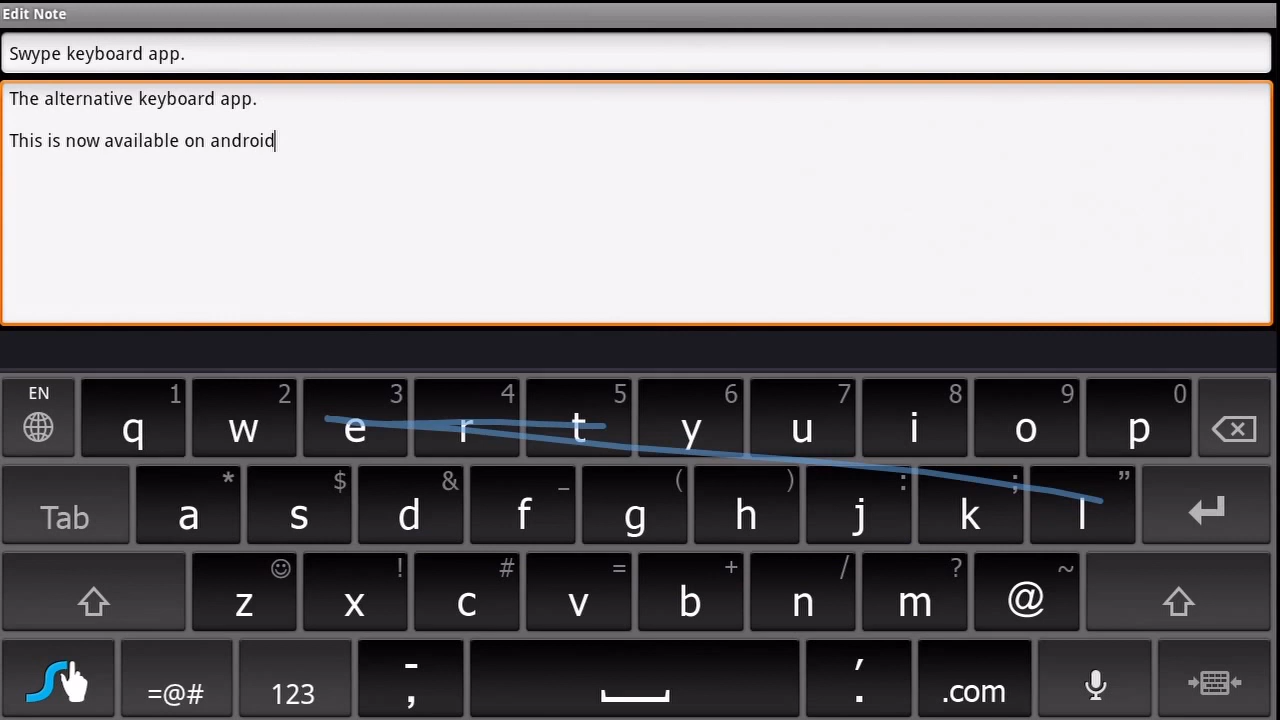 Edit Note
Swype keyboard app.
The alternative keyboard app.
This is now available on android
EN 1 2 3 4 5 6 7 8 9 0
q w e r t y u i o p
* $ & _ ( ) : ; ”
Tab a s d f g h j k l
! # = + / ? ~
z x c v b n m @
=@# 123 - , ' . .com